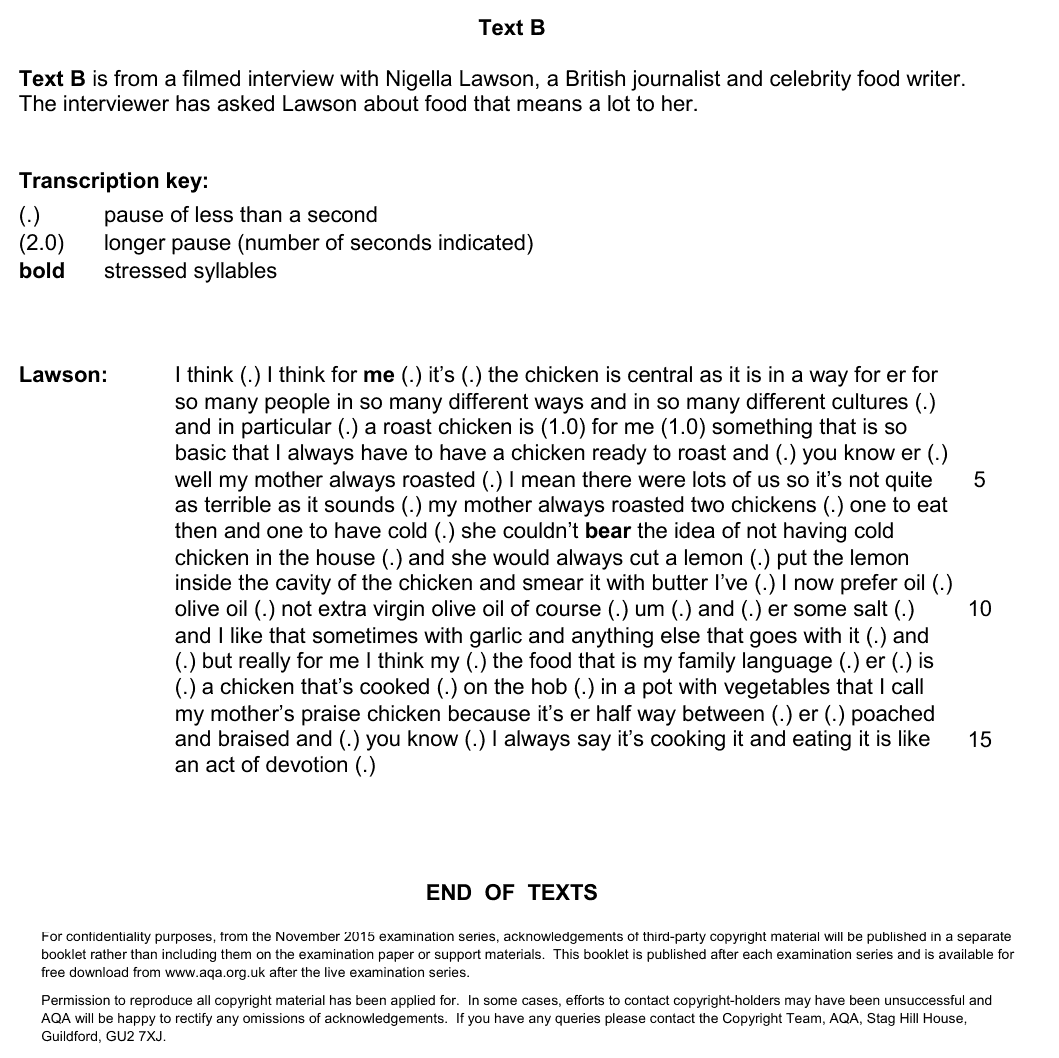 Text B
Text B is from a filmed interview with Nigella Lawson, a British journalist and celebrity food writer.
The interviewer has asked Lawson about food that means a lot to her.
Transcription key:
(.) pause of less than a second
(2.0) longer pause (number of seconds indicated)
bold stressed syllables
Lawson: I think (.) I think for me (.) it's (.) the chicken is central as it is in a way for er for
so many people in so many different ways and in so many different cultures (.)
and in particular (.) a roast chicken is (1.0) for me (1.0) something that is so
basic that I always have to have a chicken ready to roast and (.) you know er (.)
well my mother always roasted (.) I mean there were lots of us so it's not quite 5
as terrible as it sounds (.) my mother always roasted two chickens (.) one to eat
then and one to have cold (.) she couldn't bear the idea of not having cold
chicken in the house (.) and she would always cut a lemon (.) put the lemon
inside the cavity of the chicken and smear it with butter I've (.) I now prefer oil (.)
olive oil (.) not extra virgin olive oil of course (.) um (.) and (.) er some salt (.) 10
and I like that sometimes with garlic and anything else that goes with it (.) and
(.) but really for me I think my (.) the food that is my family language (.) er (.) is
(.) a chicken that's cooked (.) on the hob (.) in a pot with vegetables that I call
my mother's praise chicken because it's er half way between (.) er (.) poached
and braised and (.) you know (.) I always say it's cooking it and eating it is like 15
an act of devotion (.)
END OF TEXTS
For confidentiality purposes, from the November 2015 examination series, acknowledgements of third-party copyright material will be published in a separate
booklet rather than including them on the examination paper or support materials. This booklet is published after each examination series and is available for
free download from www.aqa.org.uk after the live examination series.
Permission to reproduce all copyright material has been applied for. In some cases, efforts to contact copyright-holders may have been unsuccessful and
AQA will be happy to rectify any omissions of acknowledgements. If you have any queries please contact the Copyright Team, AQA, Stag Hill House,
Guildford, GU2 7XJ.